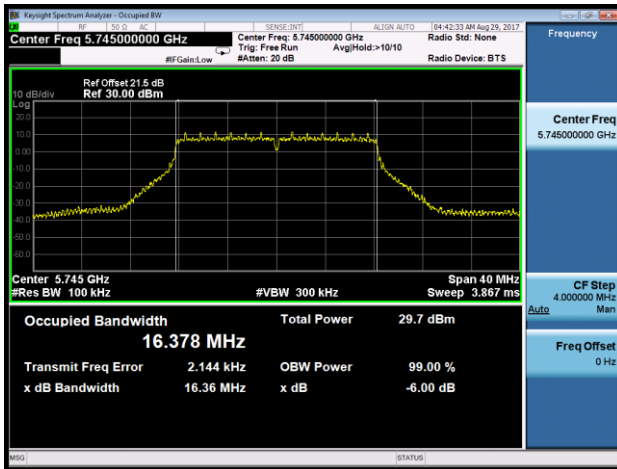 Keysight Spectrum Analyzer - Occupied BW
RF 50 Ω AC SENSE:INT ALIGN AUTO 04:42:33 AM Aug 29, 2017
Center Freq 5.745000000 GHz
Center Freq: 5.745000000 GHz Radio Std: None
Trig: Free Run Avg|Hold:>10/10
#IFGain:Low #Atten: 20 dB Radio Device: BTS
Frequency
Ref Offset 21.5 dB
10 dB/div Ref 30.00 dBm
Log
20.0
10.0
0.00
-10.0
-20.0
-30.0
-40.0
-50.0
-60.0
Center 5.745 GHz Span 40 MHz
#Res BW 100 kHz #VBW 300 kHz Sweep 3.867 ms
Occupied Bandwidth Total Power 29.7 dBm
16.378 MHz
Transmit Freq Error 2.144 kHz OBW Power 99.00 %
x dB Bandwidth 16.36 MHz x dB -6.00 dB
Center Freq
5.745000000 GHz
CF Step
4.000000 MHz
Auto Man
Freq Offset
0 Hz
MSG STATUS